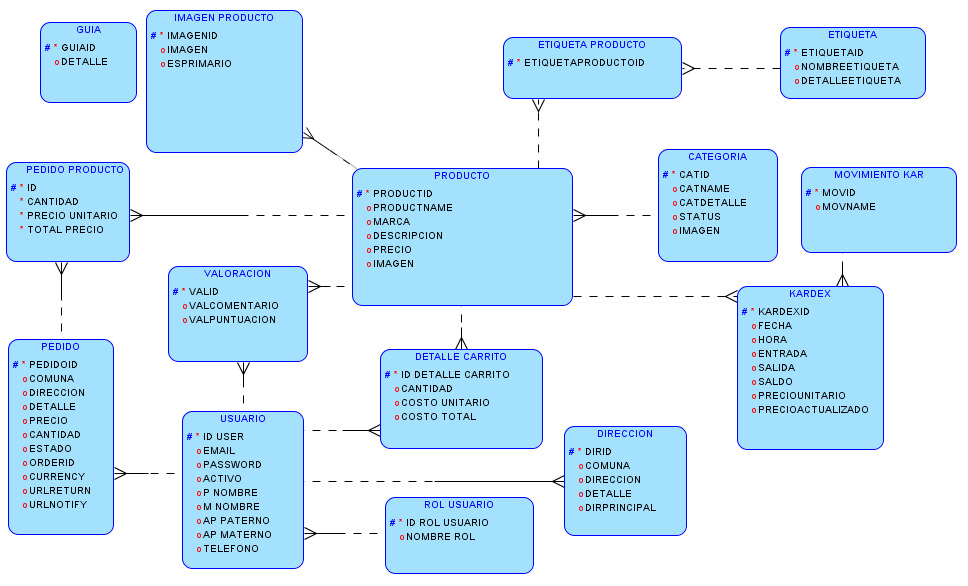 GUIA
# * GUIAID
o DETALLE
IMAGEN PRODUCTO
# * IMAGENID
o IMAGEN
o ESPRIMARIO
ETIQUETA PRODUCTO
# * ETIQUETAPRODUCTOID
ETIQUETA
# * ETIQUETAID
o NOMBREETIQUETA
o DETALLEETIQUETA
PEDIDO PRODUCTO
# * ID
* CANTIDAD
* PRECIO UNITARIO
* TOTAL PRECIO
PRODUCTO
# * PRODUCTID
o PRODUCTNAME
o MARCA
o DESCRIPCION
o PRECIO
o IMAGEN
CATEGORIA
# * CATID
o CATNAME
o CATDETALLE
o STATUS
o IMAGEN
MOVIMIENTO KAR
# * MOVID
o MOVNAME
VALORACION
# * VALID
o VALCOMENTARIO
o VALPUNTUACION
KARDEX
# * KARDEXID
o FECHA
o HORA
o ENTRADA
o SALIDA
o SALDO
o PRECIOUNITARIO
o PRECIOACTUALIZADO
PEDIDO
# * PEDIDOID
o COMUNA
o DIRECCION
o DETALLE
o PRECIO
o CANTIDAD
o ESTADO
o ORDERID
o CURRENCY
o URLRETURN
o URLNOTIFY
DETALLE CARRITO
# * ID DETALLE CARRITO
o CANTIDAD
o COSTO UNITARIO
o COSTO TOTAL
USUARIO
# * ID USER
o EMAIL
o PASSWORD
o ACTIVO
o P NOMBRE
o M NOMBRE
o AP PATERNO
o AP MATERNO
o TELEFONO
DIRECCION
# * DIRID
o COMUNA
o DIRECCION
o DETALLE
o DIRPRINCIPAL
ROL USUARIO
# * ID ROL USUARIO
o NOMBRE ROL